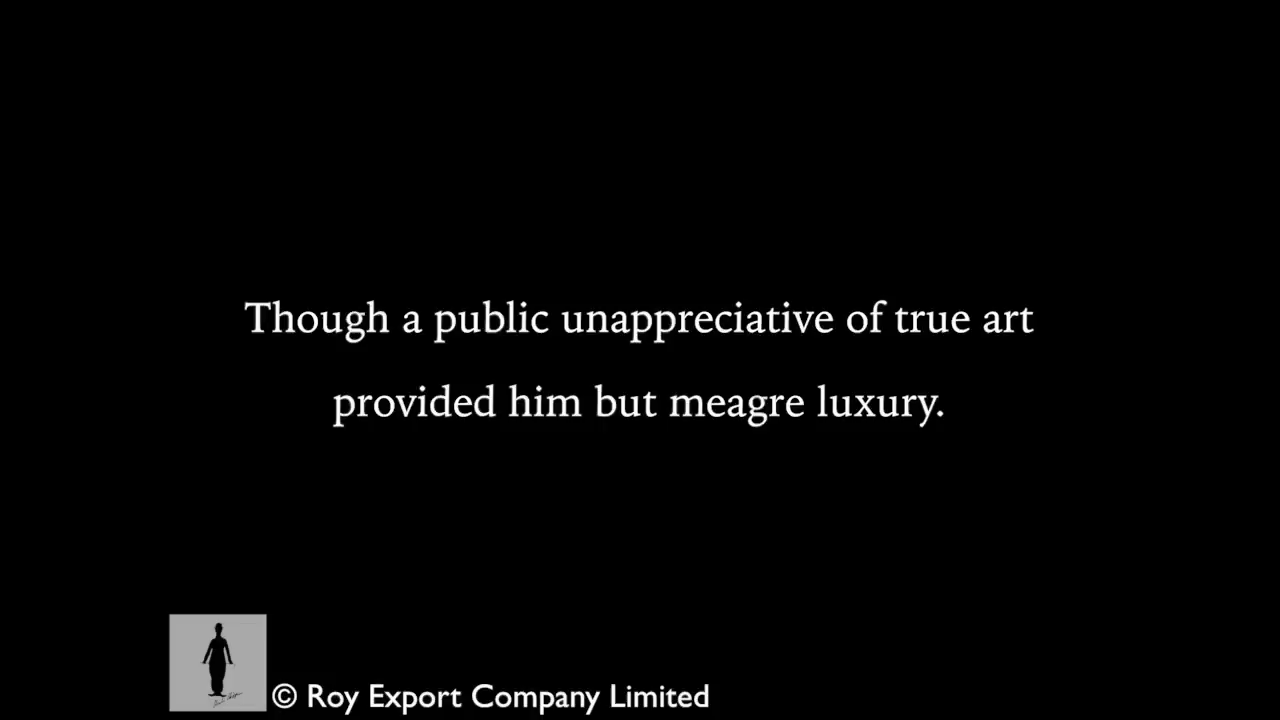 Though a public unappreciative of true art
provided him but meagre luxury.
© Roy Export Company Limited